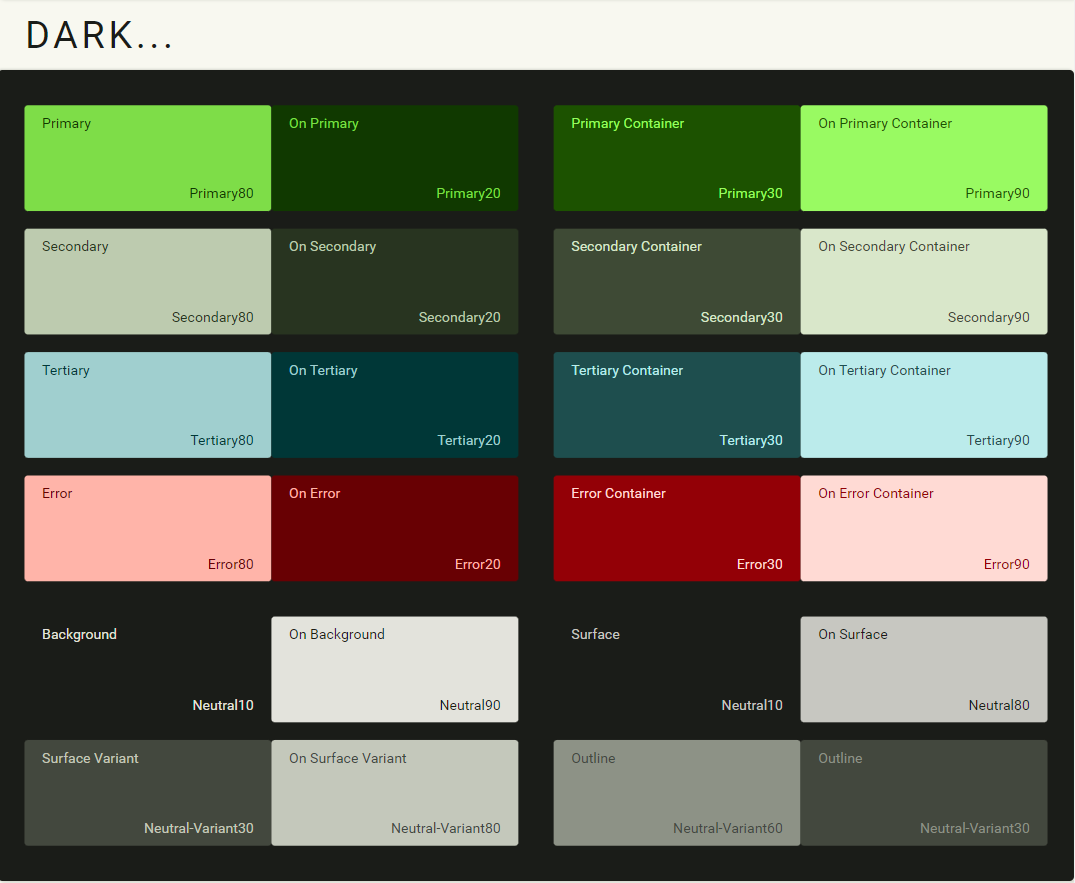 DARK...
Primary
On Primary
Primary Container
On Primary Container
Primary80
Primary20
Primary30
Primary90
Secondary
On Secondary
Secondary Container
On Secondary Container
Secondary80
Secondary20
Secondary30
Secondary90
Tertiary
On Tertiary
Tertiary Container
On Tertiary Container
Tertiary80
Tertiary20
Tertiary30
Tertiary90
Error
On Error
Error Container
On Error Container
Error80
Error20
Error30
Error90
Background
On Background
Surface
On Surface
Neutral10
Neutral90
Neutral10
Neutral80
Surface Variant
On Surface Variant
Outline
Outline
Neutral-Variant30
Neutral-Variant80
Neutral-Variant60
Neutral-Variant30